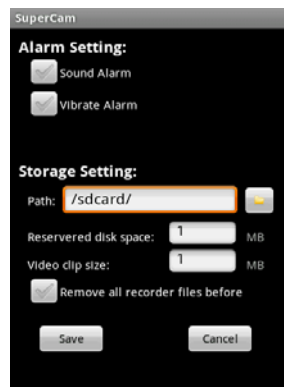 SuperCam
Alarm Setting:
Sound Alarm
Vibrate Alarm
Storage Setting:
Path: /sdcard/
Reservered disk space: 1 MB
Video clip size: 1 MB
Remove all recorder files before
Save Cancel